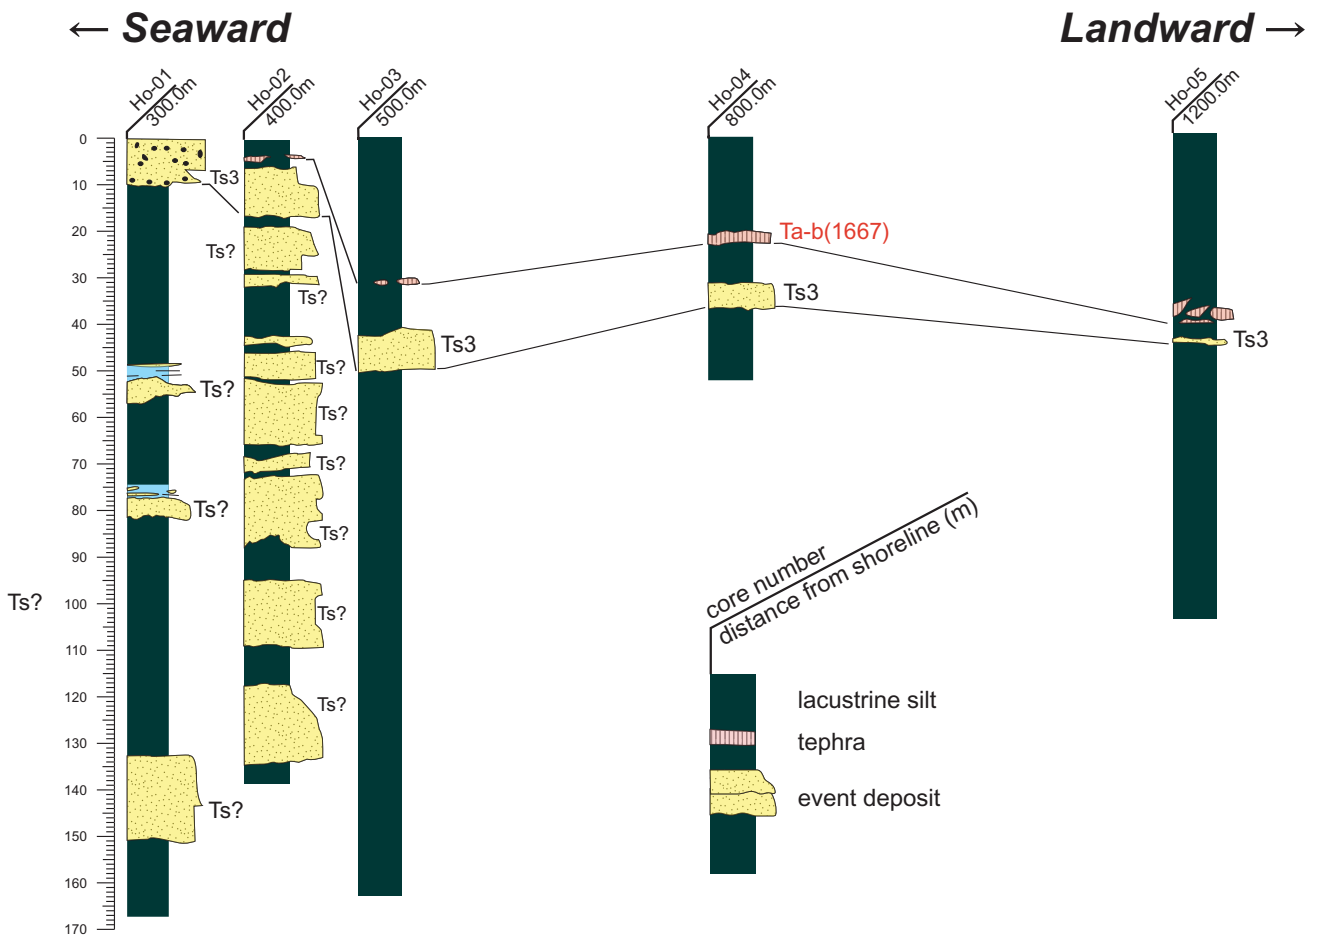 ← Seaward
Landward →
Ho-01
300.0m
Ho-02
400.0m
Ho-03
500.0m
Ho-04
800.0m
Ho-05
1200.0m
0
10
20
30
40
50
60
70
80
90
100
110
120
130
140
150
160
170
Ts?
Ts3
Ts?
Ts?
Ts?
Ts?
Ts?
Ts?
Ts?
Ts?
Ts?
Ts?
Ts?
Ts3
Ta-b(1667)
Ts3
Ts3
core number
distance from shoreline (m)
lacustrine silt
tephra
event deposit